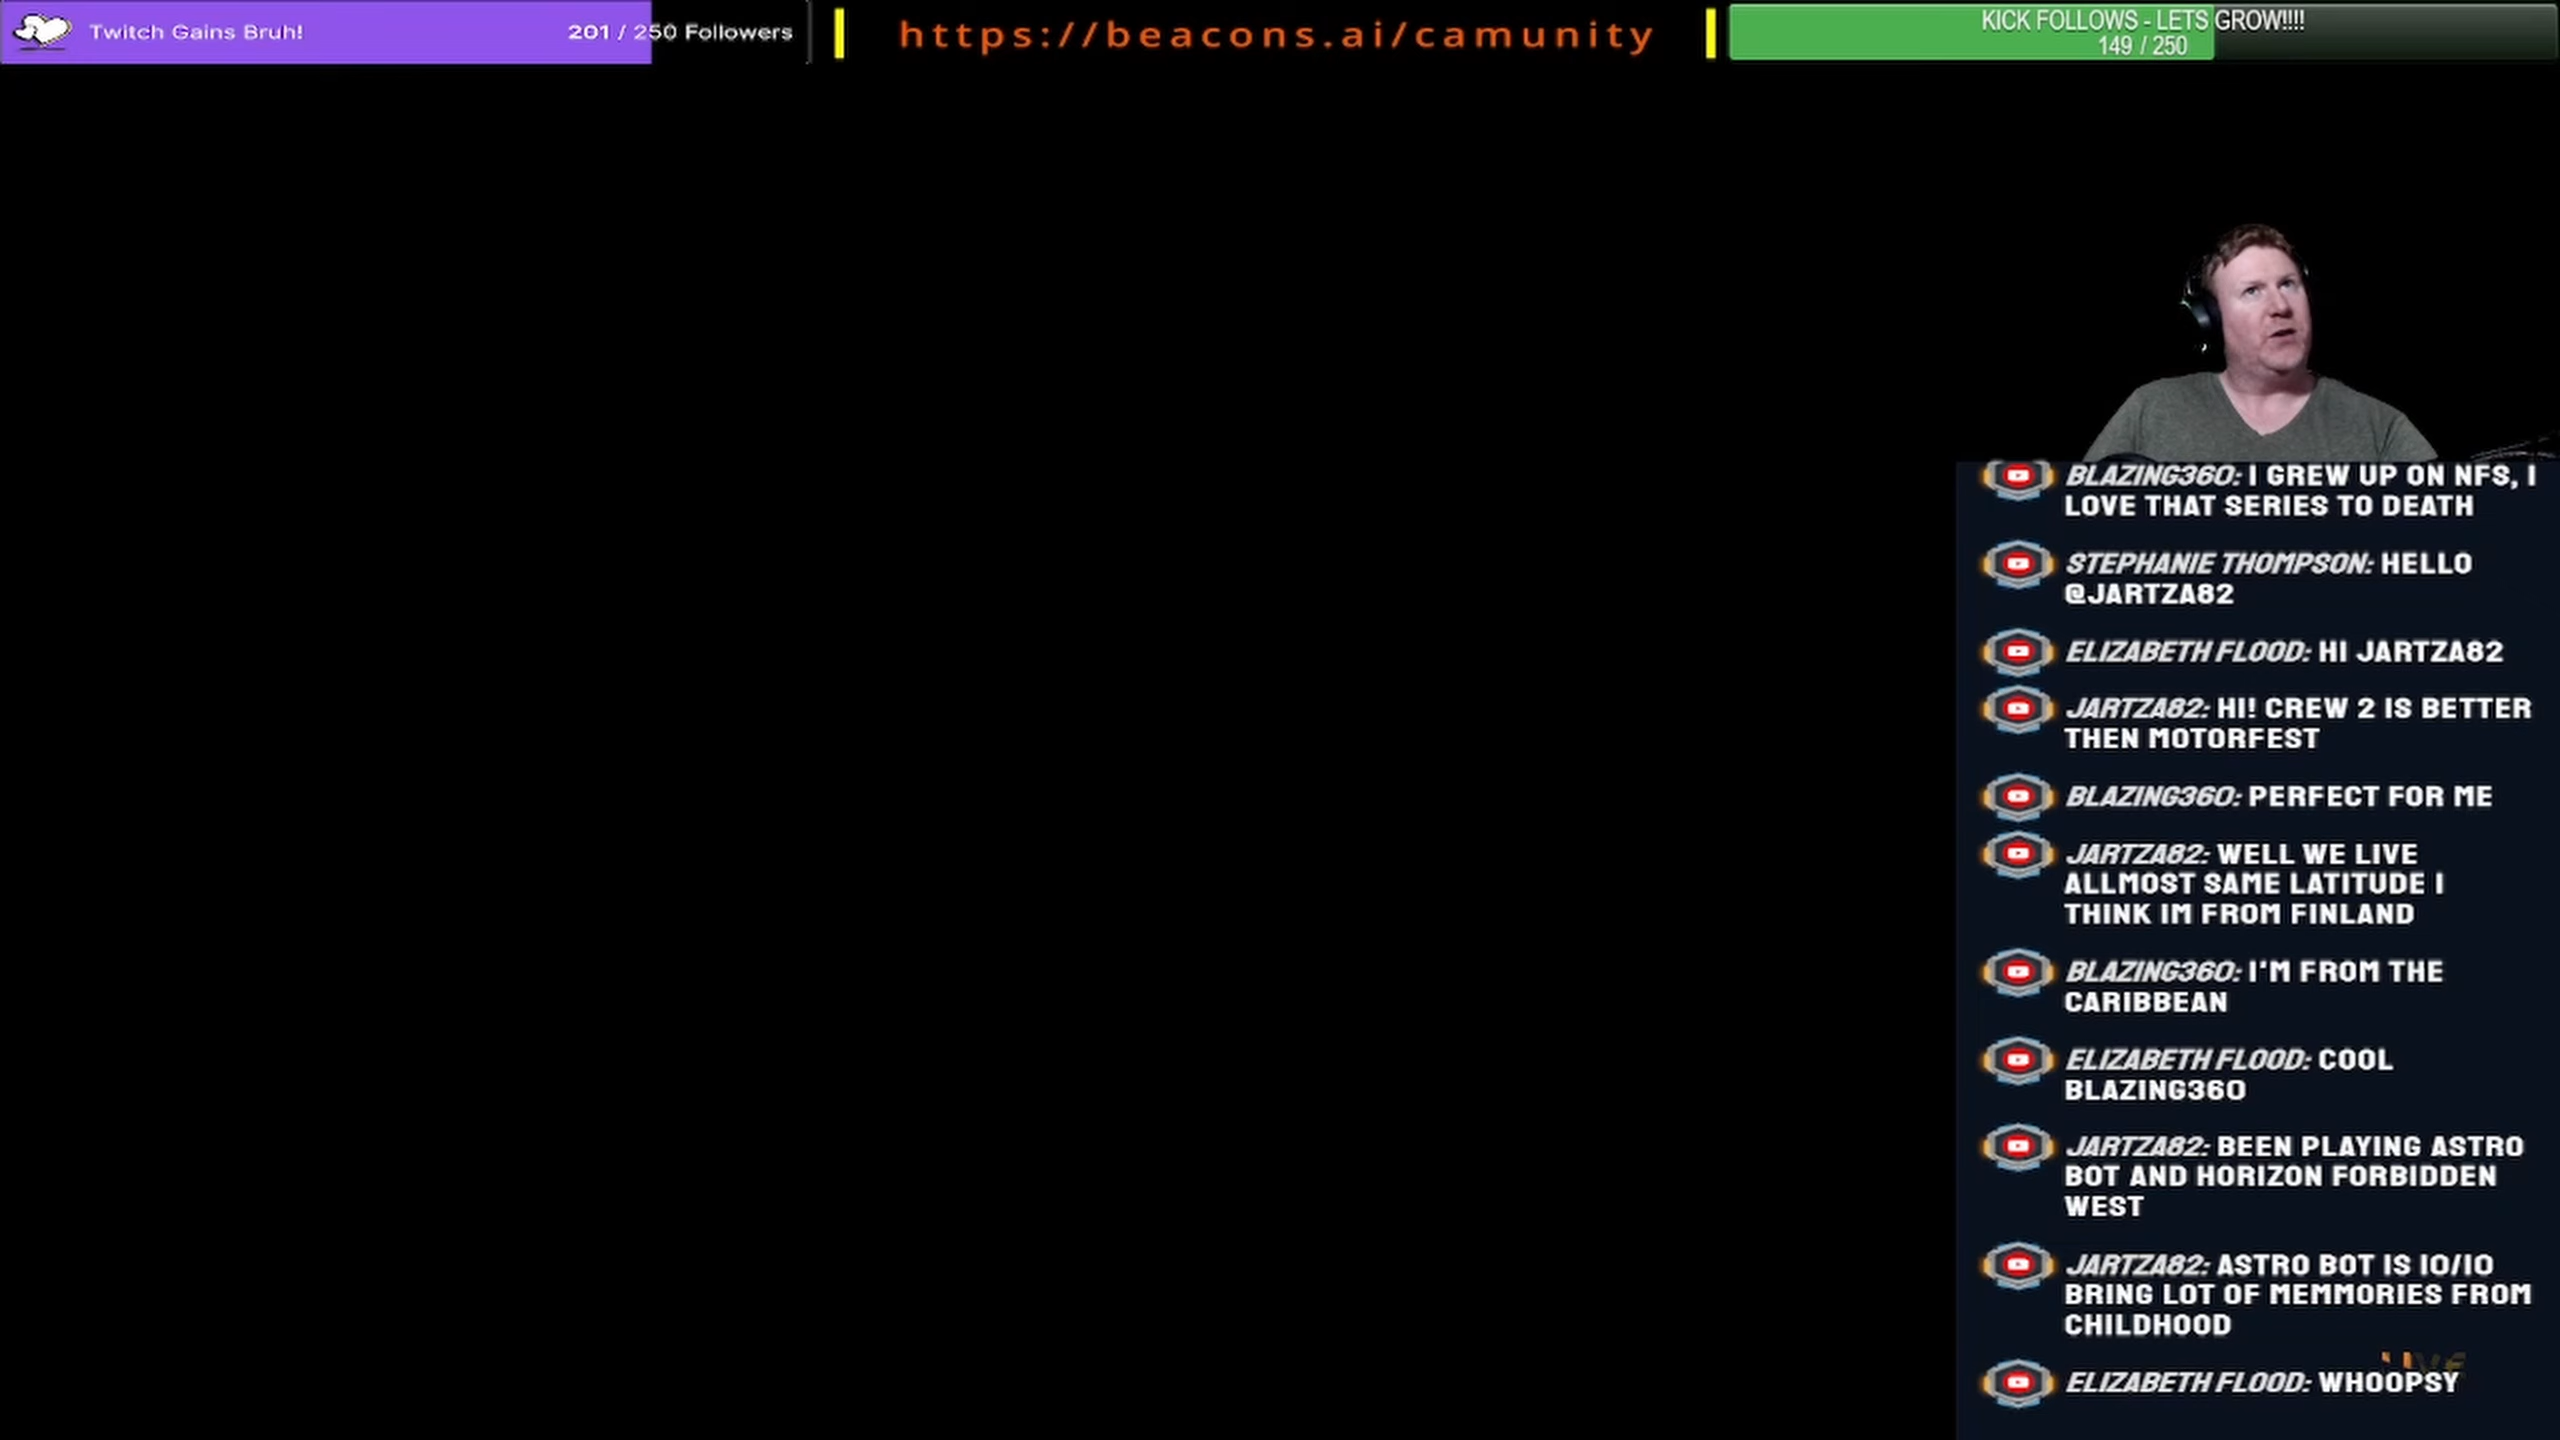 Twitch Gains Bruh!
201 / 250 Followers
https://beacons.ai/camunity
KICK FOLLOWS - LETS GROW!!!!
149 / 250
BLAZING360: I GREW UP ON NFS, I
LOVE THAT SERIES TO DEATH
STEPHANIE THOMPSON: HELLO
@JARTZA82
ELIZABETH FLOOD: HI JARTZA82
JARTZA82: HI! CREW 2 IS BETTER
THEN MOTORFEST
BLAZING360: PERFECT FOR ME
JARTZA82: WELL WE LIVE
ALLMOST SAME LATITUDE I
THINK IM FROM FINLAND
BLAZING360: I'M FROM THE
CARIBBEAN
ELIZABETH FLOOD: COOL
BLAZING360
JARTZA82: BEEN PLAYING ASTRO
BOT AND HORIZON FORBIDDEN
WEST
JARTZA82: ASTRO BOT IS 10/10
BRING LOT OF MEMMORIES FROM
CHILDHOOD
ELIZABETH FLOOD: WHOOPSY